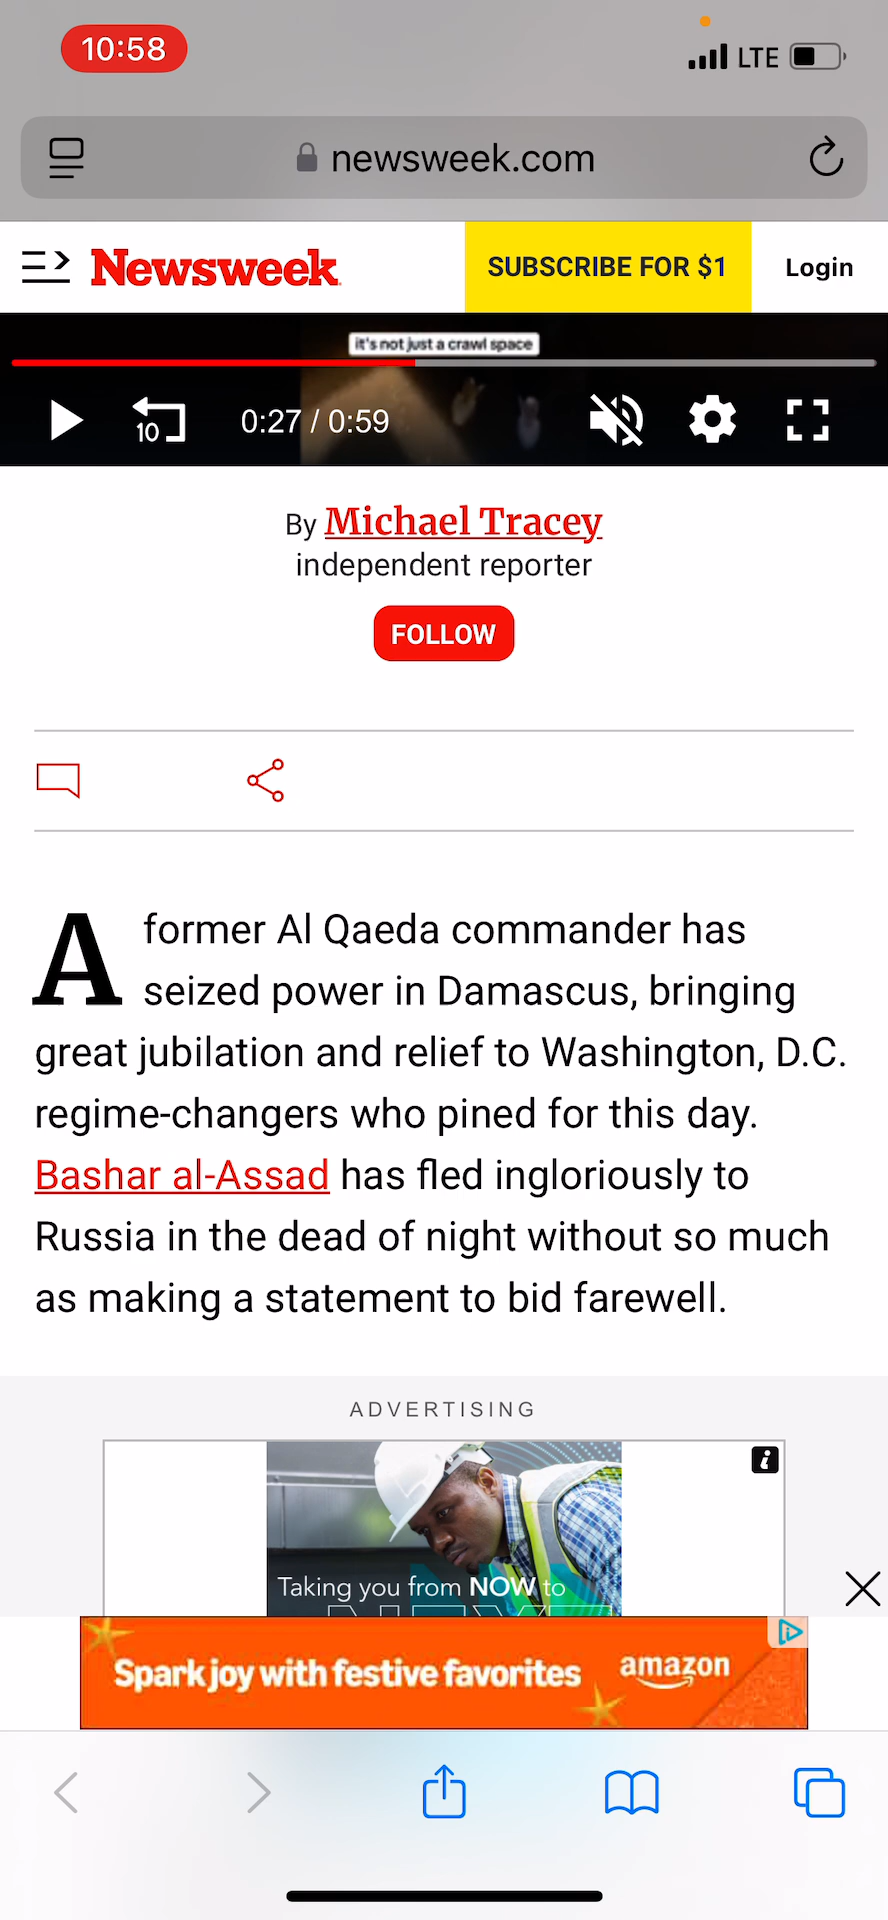 10:58
LTE
newsweek.com
Newsweek
SUBSCRIBE FOR $1
Login
it's not just a crawl space
10
0:27 / 0:59
By Michael Tracey
independent reporter
FOLLOW
A former Al Qaeda commander has
seized power in Damascus, bringing
great jubilation and relief to Washington, D.C.
regime-changers who pined for this day.
Bashar al-Assad has fled ingloriously to
Russia in the dead of night without so much
as making a statement to bid farewell.
ADVERTISING
Taking you from NOW to
Spark joy with festive favorites
amazon